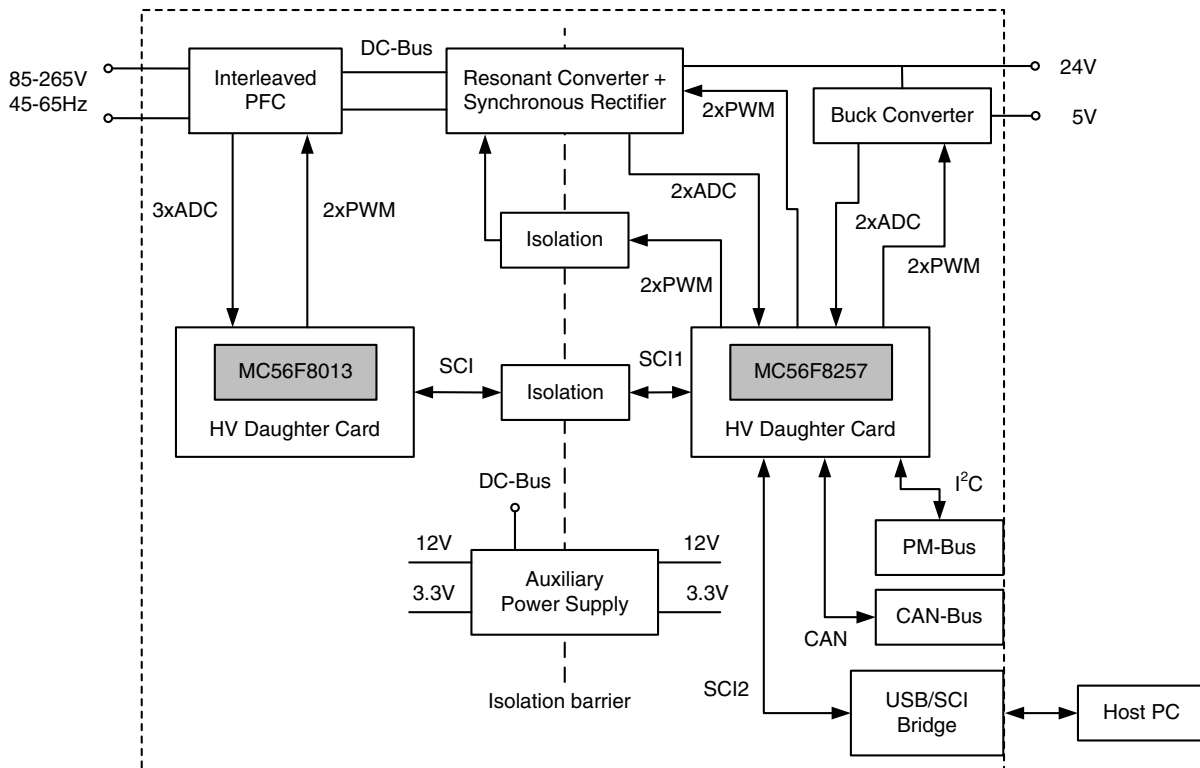 DC-Bus
85-265V
45-65Hz
Interleaved
PFC
Resonant Converter +
Synchronous Rectifier
24V
2xPWM
Buck Converter
5V
3xADC
2xPWM
2xADC
2xADC
Isolation
2xPWM
2xPWM
MC56F8013
HV Daughter Card
SCI
Isolation
SCI1
MC56F8257
HV Daughter Card
DC-Bus
I²C
12V
3.3V
Auxiliary
Power Supply
12V
3.3V
PM-Bus
CAN-Bus
CAN
SCI2
Isolation barrier
USB/SCI
Bridge
Host PC